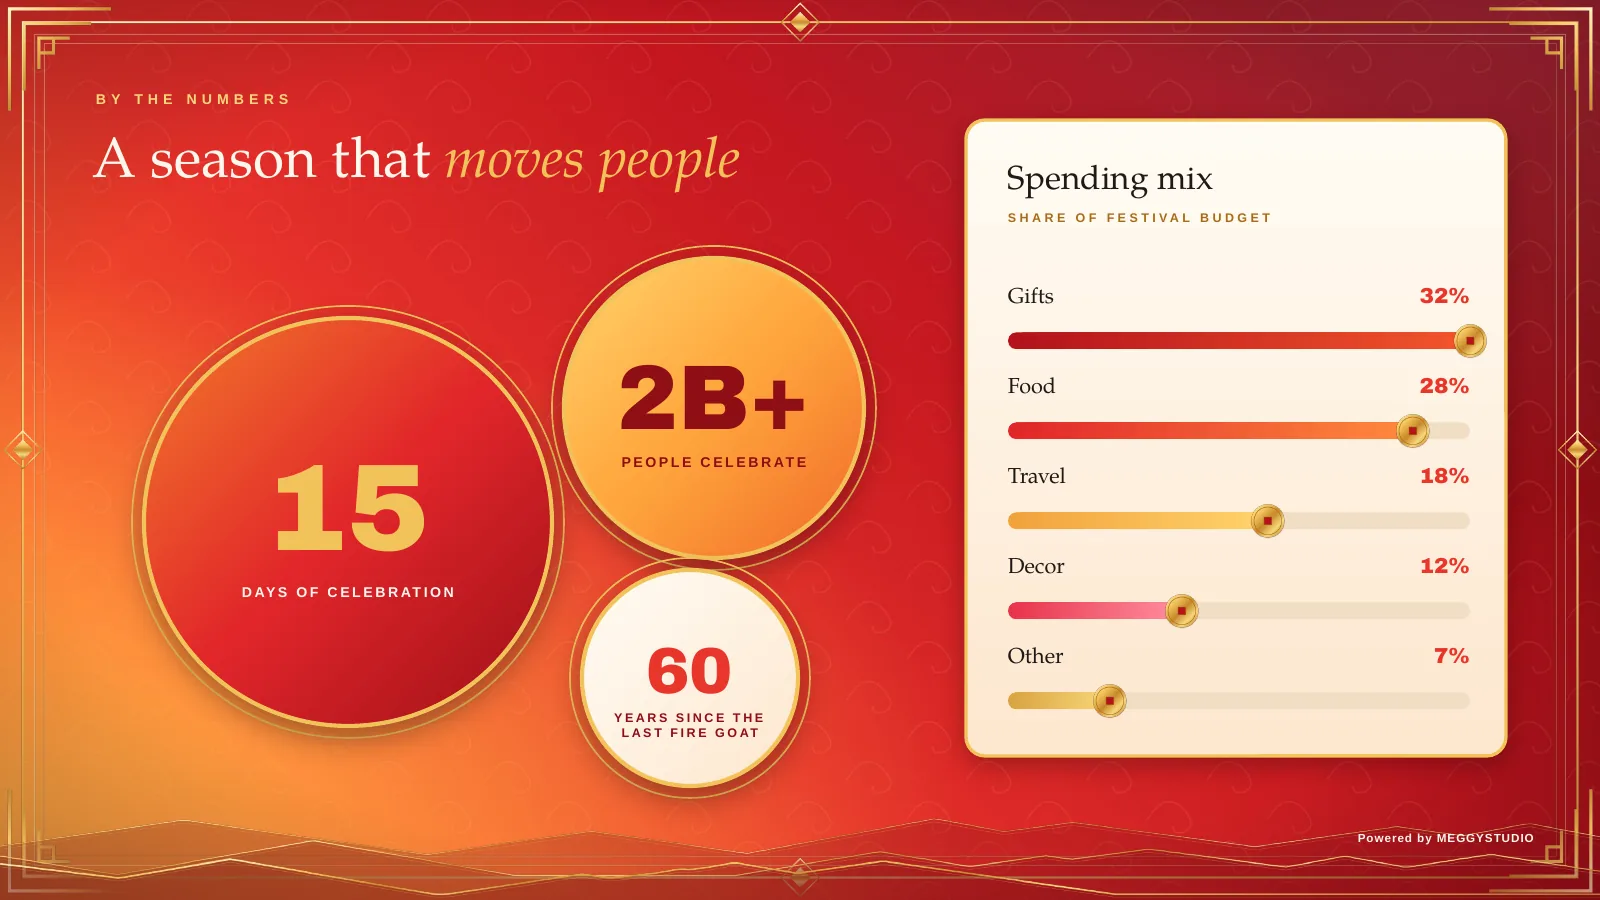 BY THE NUMBERS
A season that moves people
15
DAYS OF CELEBRATION
2B+
PEOPLE CELEBRATE
60
YEARS SINCE THE
LAST FIRE GOAT
Spending mix
SHARE OF FESTIVAL BUDGET
Gifts 32%
Food 28%
Travel 18%
Decor 12%
Other 7%
Powered by MEGGYSTUDIO